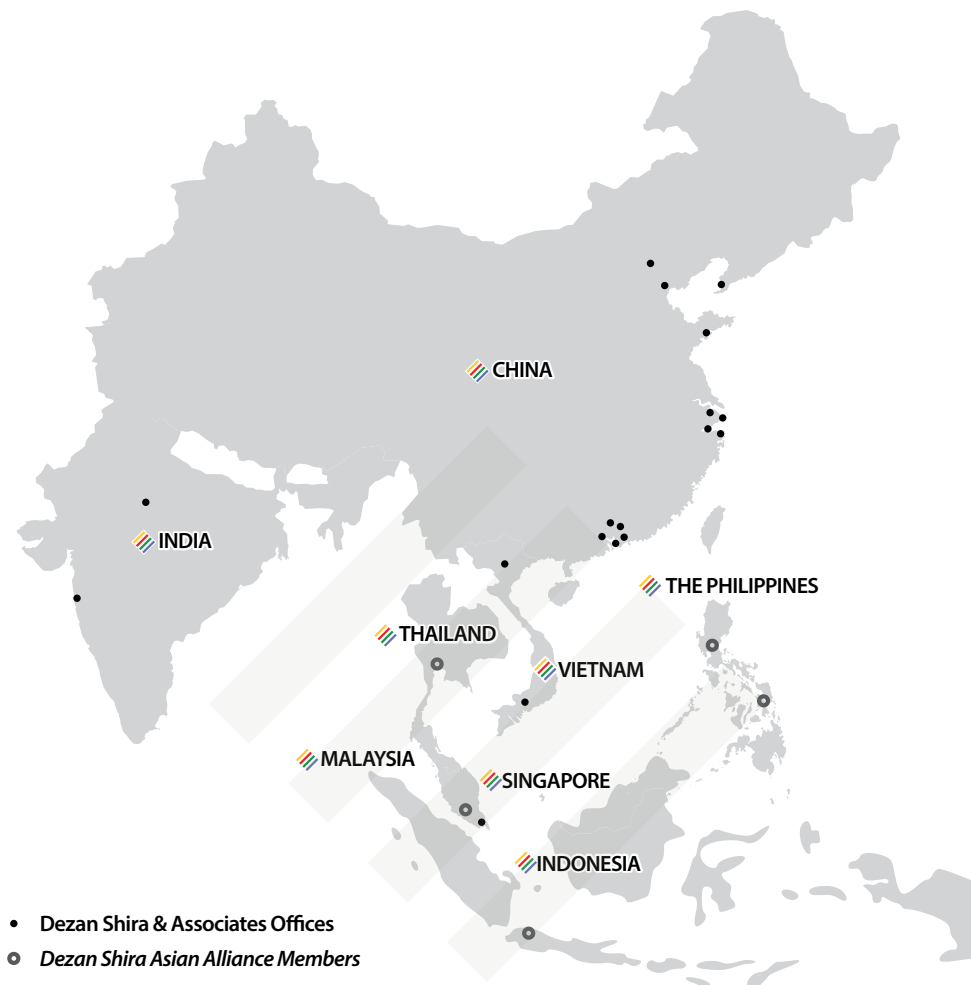 CHINA
INDIA
THE PHILIPPINES
THAILAND
VIETNAM
MALAYSIA
SINGAPORE
INDONESIA
Dezan Shira & Associates Offices
Dezan Shira Asian Alliance Members